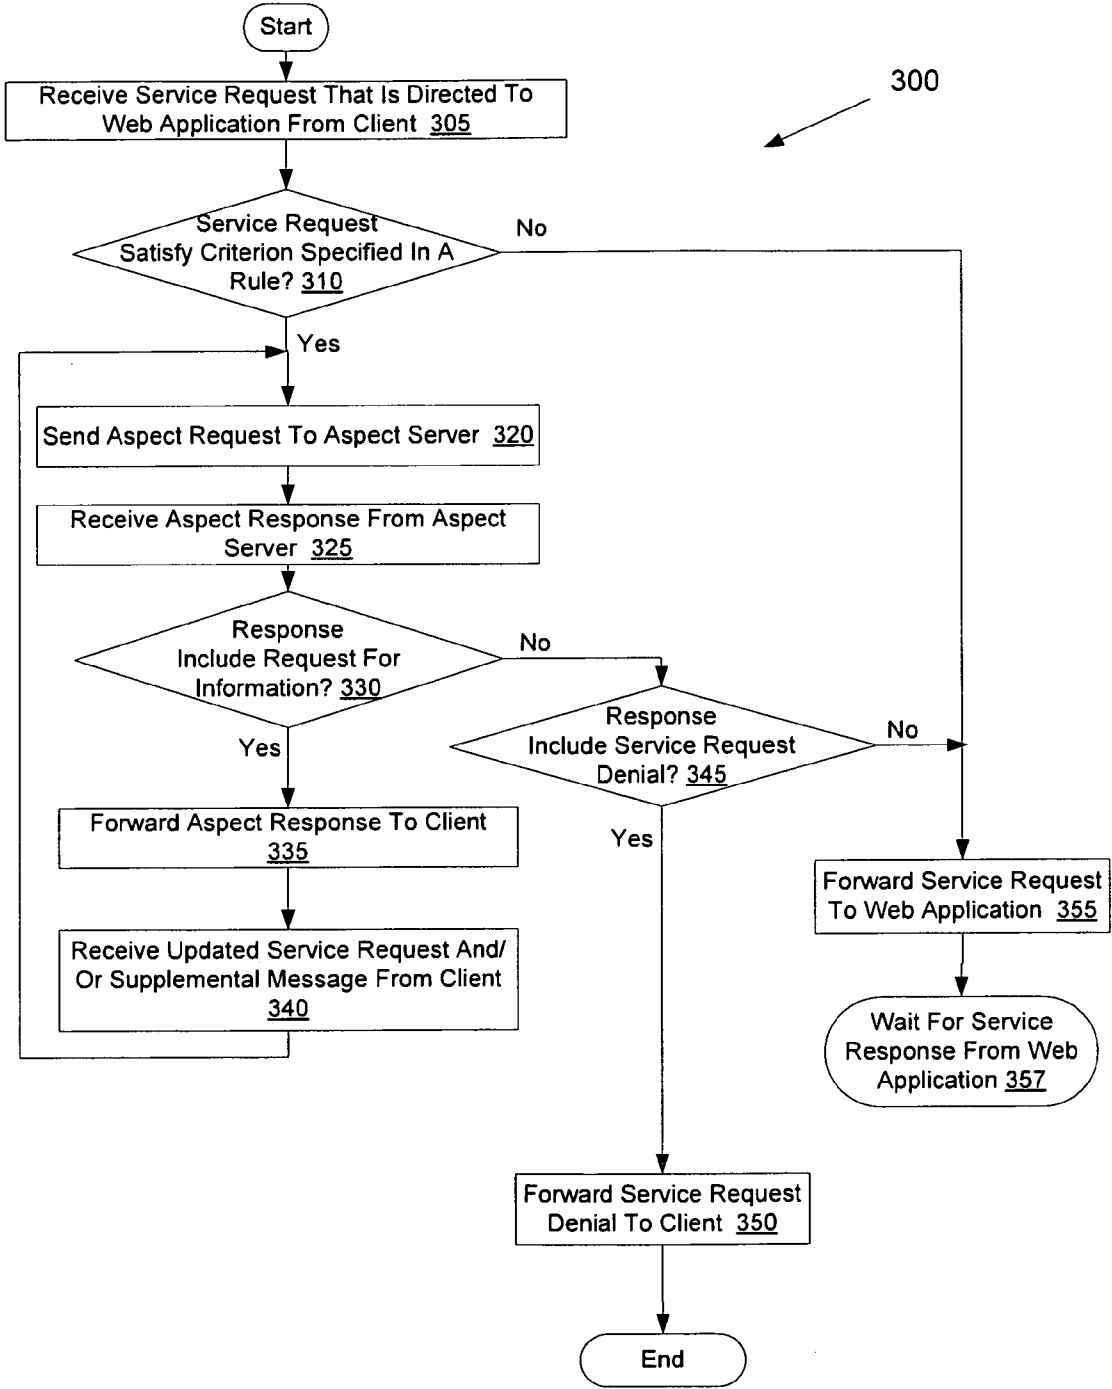 Start
300
Receive Service Request That Is Directed To
Web Application From Client 305
Service Request
Satisfy Criterion Specified In A
Rule? 310
No
Yes
Send Aspect Request To Aspect Server 320
Receive Aspect Response From Aspect
Server 325
Response
Include Request For
Information? 330
No
Yes
Response
Include Service Request
Denial? 345
No
Yes
Forward Aspect Response To Client
335
Forward Service Request
To Web Application 355
Receive Updated Service Request And/
Or Supplemental Message From Client
340
Wait For Service
Response From Web
Application 357
Forward Service Request
Denial To Client 350
End